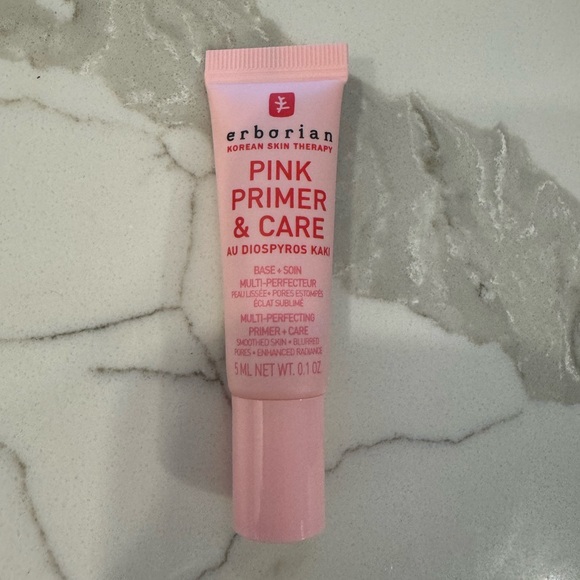 erborian
KOREAN SKIN THERAPY
PINK
PRIMER
& CARE
AU DIOSPYROS KAKI
BASE + SOIN
MULTI-PERFECTEUR
PEAU LISSÉE • PORES ESTOMPÉS
ÉCLAT SUBLIMÉ
MULTI-PERFECTING
PRIMER + CARE
SMOOTHED SKIN • BLURRED
PORES • ENHANCED RADIANCE
5 ML NET WT. 0.1 OZ